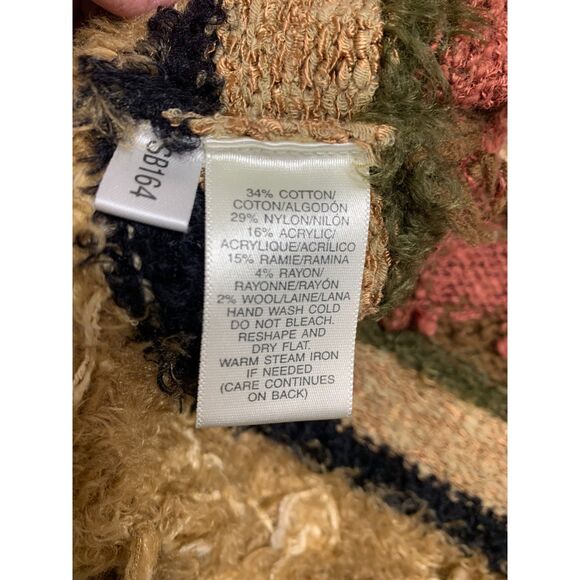 SB164
34% COTTON/
COTON/ALGODÓN
29% NYLON/NILÓN
16% ACRYLIC/
ACRYLIQUE/ACRÍLICO
15% RAMIE/RAMINA
4% RAYON/
RAYONNE/RAYÓN
2% WOOL/LAINE/LANA
HAND WASH COLD
DO NOT BLEACH.
RESHAPE AND
DRY FLAT.
WARM STEAM IRON
IF NEEDED
(CARE CONTINUES
ON BACK)